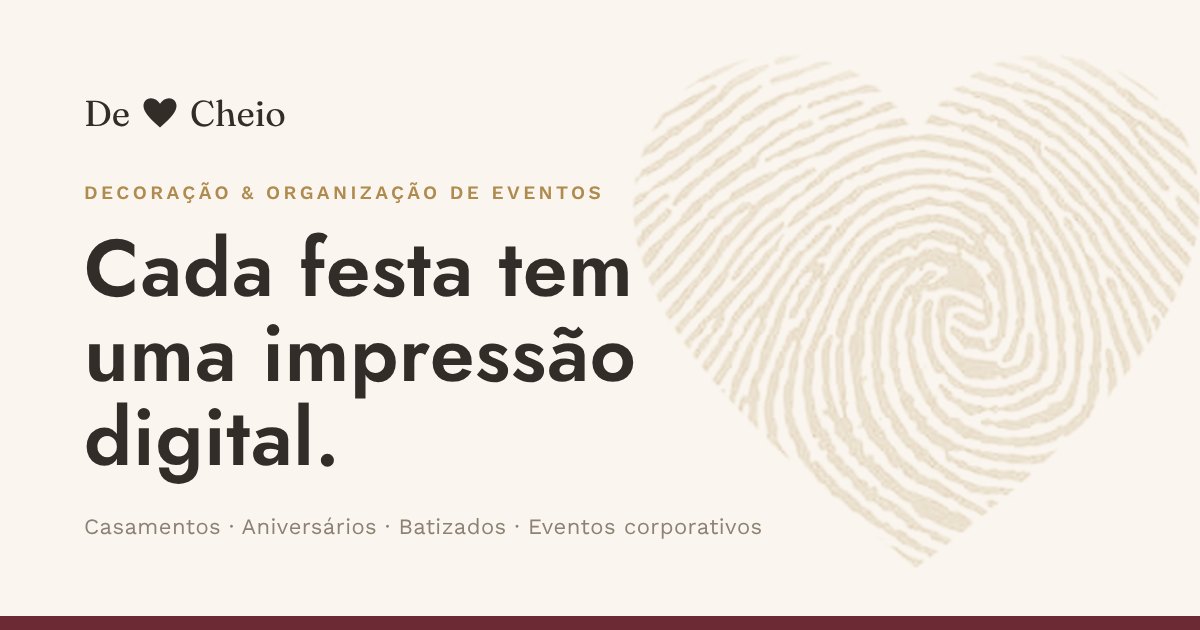 De ♥ Cheio
DECORAÇÃO & ORGANIZAÇÃO DE EVENTOS
Cada festa tem
uma impressão
digital.
Casamentos · Aniversários · Batizados · Eventos corporativos